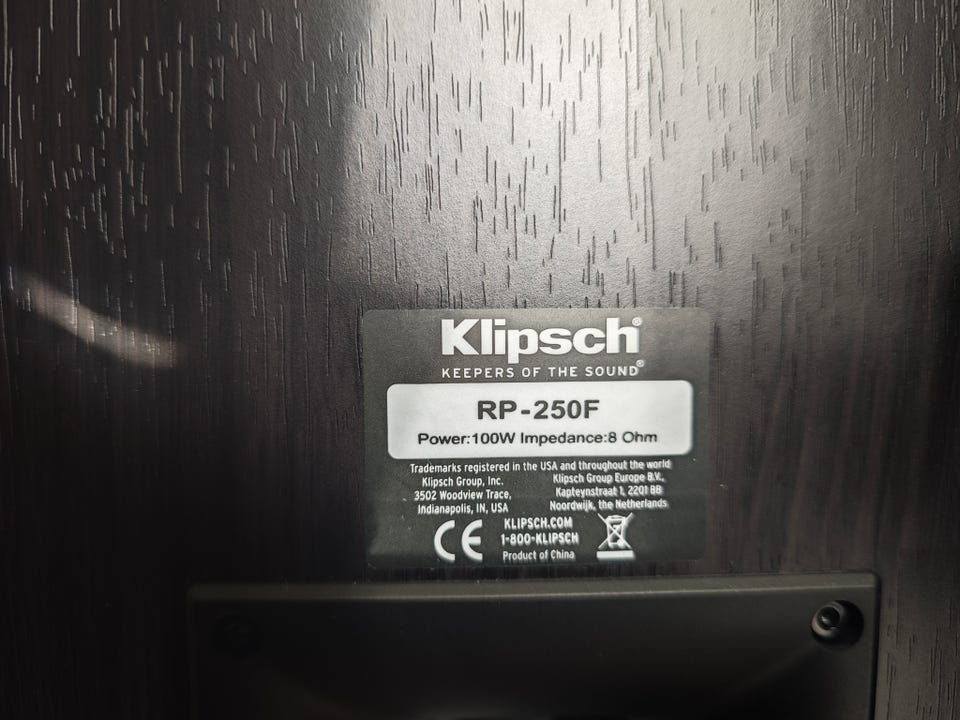 Klipsch®
KEEPERS OF THE SOUND®
RP-250F
Power:100W Impedance:8 Ohm
Trademarks registered in the USA and throughout the world
Klipsch Group, Inc.
3502 Woodview Trace,
Indianapolis, IN, USA
Klipsch Group Europe B.V.,
Kapteynstraat 1, 2201 BB
Noordwijk, the Netherlands
CE
KLIPSCH.COM
1-800-KLIPSCH
Product of China